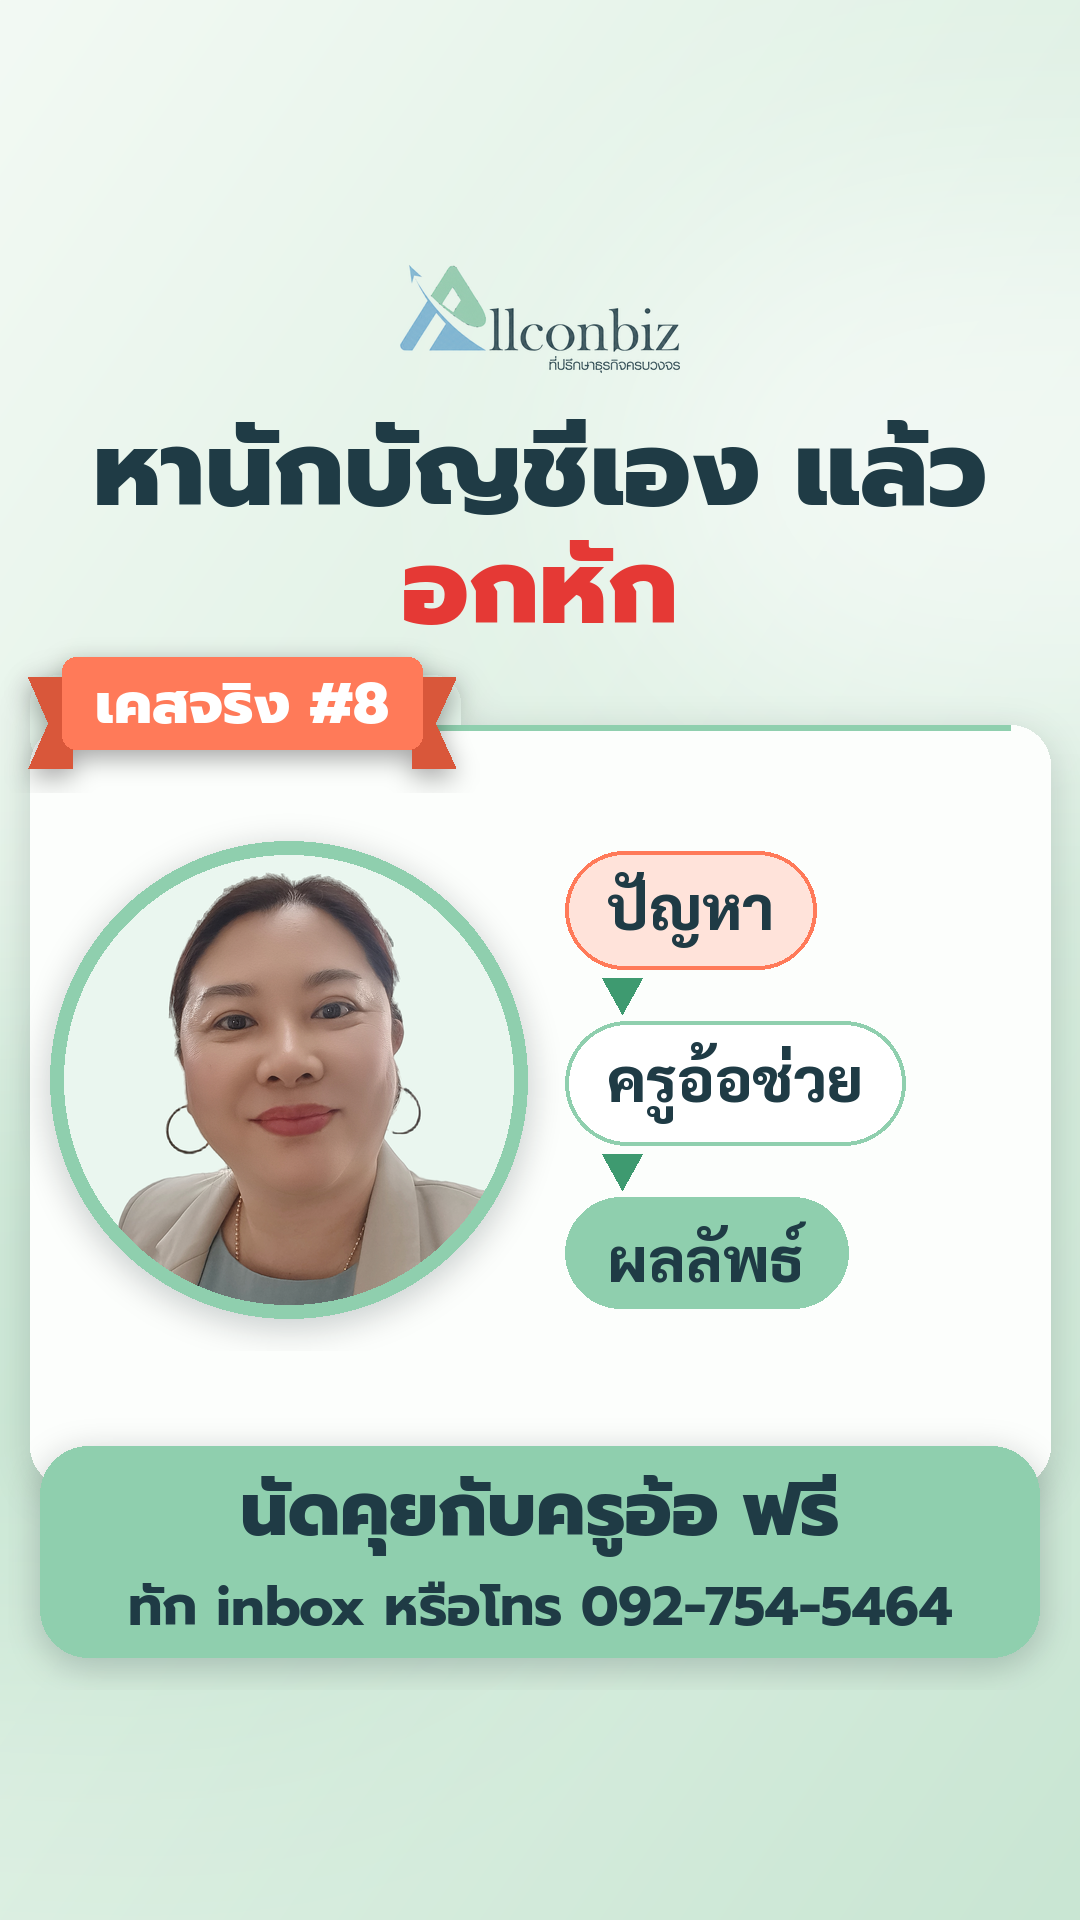 Allconbiz
ที่ปรึกษาธุรกิจครบวงจร
หานักบัญชีเอง แล้ว
อกหัก
เคสจริง #8
ปัญหา
ครูอ้อช่วย
ผลลัพธ์
นัดคุยกับครูอ้อ ฟรี
ทัก inbox หรือโทร 092-754-5464